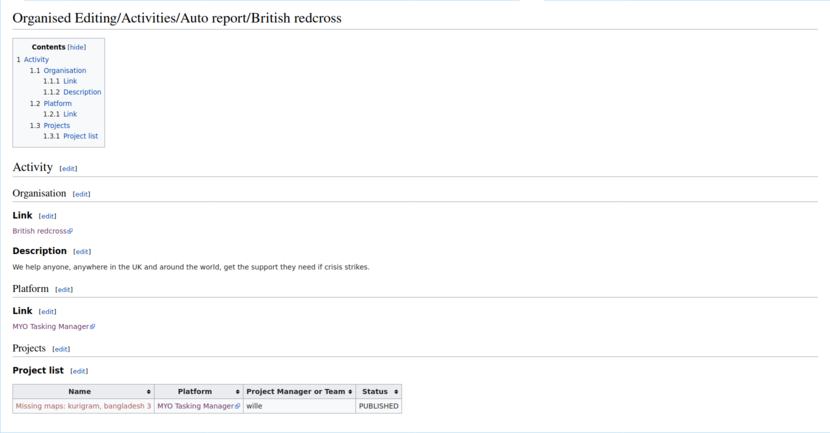 Organised Editing/Activities/Auto report/British redcross
Contents [hide]
1 Activity
1.1 Organisation
1.1.1 Link
1.1.2 Description
1.2 Platform
1.2.1 Link
1.3 Projects
1.3.1 Project list
Activity [edit]
Organisation [edit]
Link [edit]
British redcross
Description [edit]
We help anyone, anywhere in the UK and around the world, get the support they need if crisis strikes.
Platform [edit]
Link [edit]
MYO Tasking Manager
Projects [edit]
Project list [edit]
Name Platform Project Manager or Team Status
Missing maps: kurigram, bangladesh 3 MYO Tasking Manager wille PUBLISHED